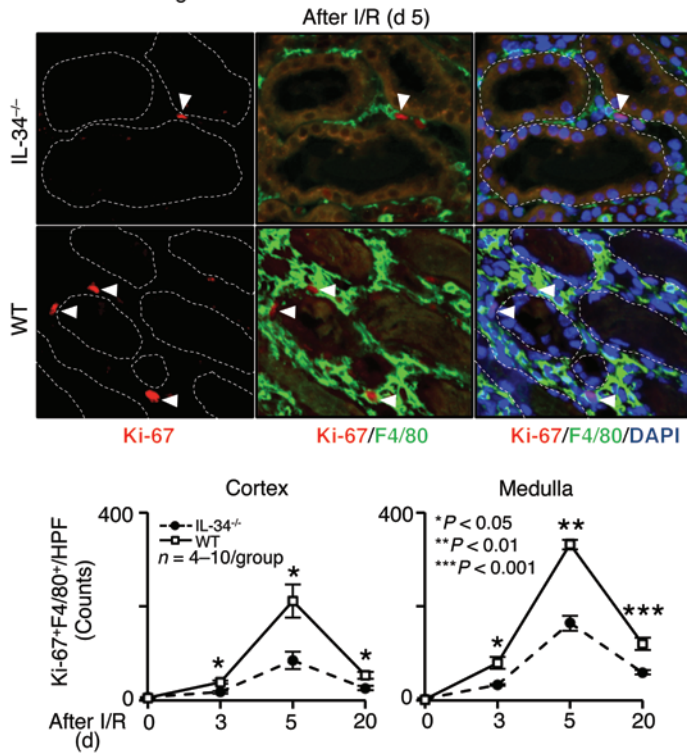 After I/R (d 5)
IL-34⁻/⁻
WT
Ki-67
Ki-67/F4/80
Ki-67/F4/80/DAPI
Cortex
Medulla
Ki-67⁺F4/80⁺/HPF
(Counts)
400
0
IL-34⁻/⁻
WT
n = 4–10/group
*
*
*
400
0
*P < 0.05
**P < 0.01
***P < 0.001
*
**
***
After I/R
(d)
0 3 5 20
0 3 5 20